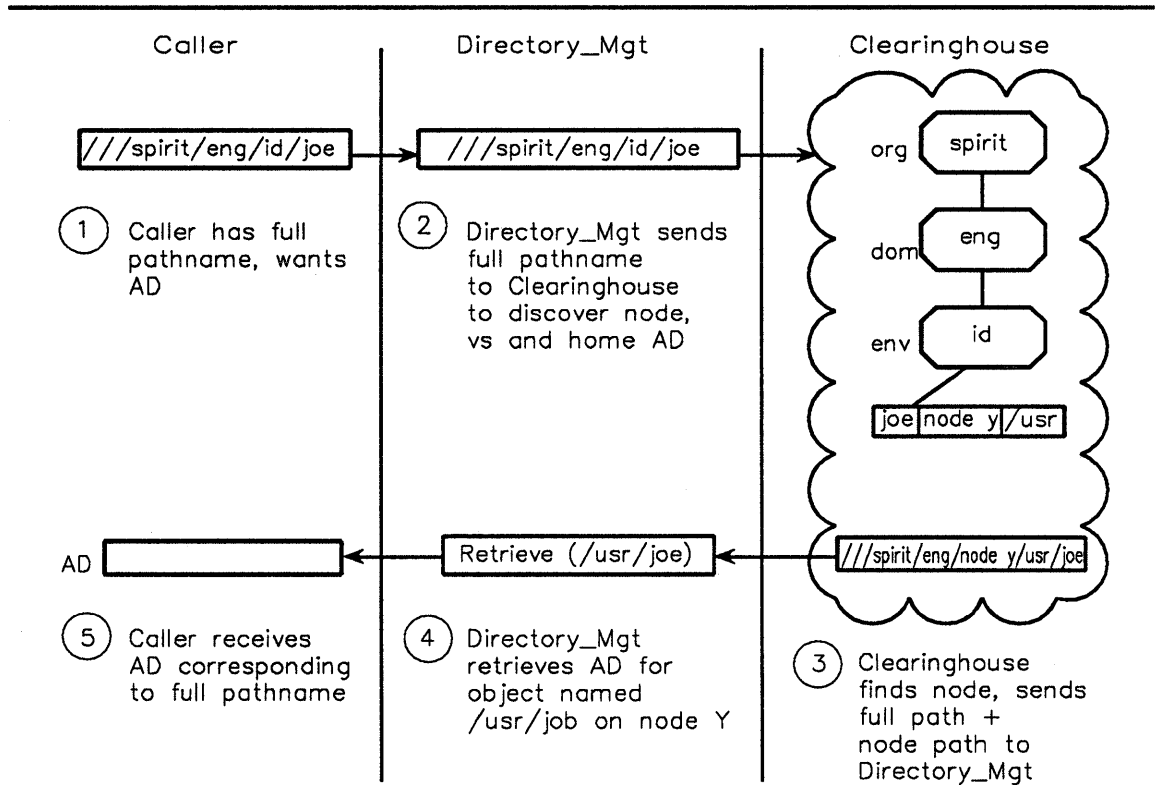 Caller
Directory_Mgt
Clearinghouse
///spirit/eng/id/joe
///spirit/eng/id/joe
org
spirit
dom
eng
env
id
joe
node y
/usr
1
Caller has full
pathname, wants
AD
2
Directory_Mgt sends
full pathname
to Clearinghouse
to discover node,
vs and home AD
AD
Retrieve (/usr/joe)
///spirit/eng/node y/usr/joe
5
Caller receives
AD corresponding
to full pathname
4
Directory_Mgt
retrieves AD for
object named
/usr/job on node Y
3
Clearinghouse
finds node, sends
full path +
node path to
Directory_Mgt